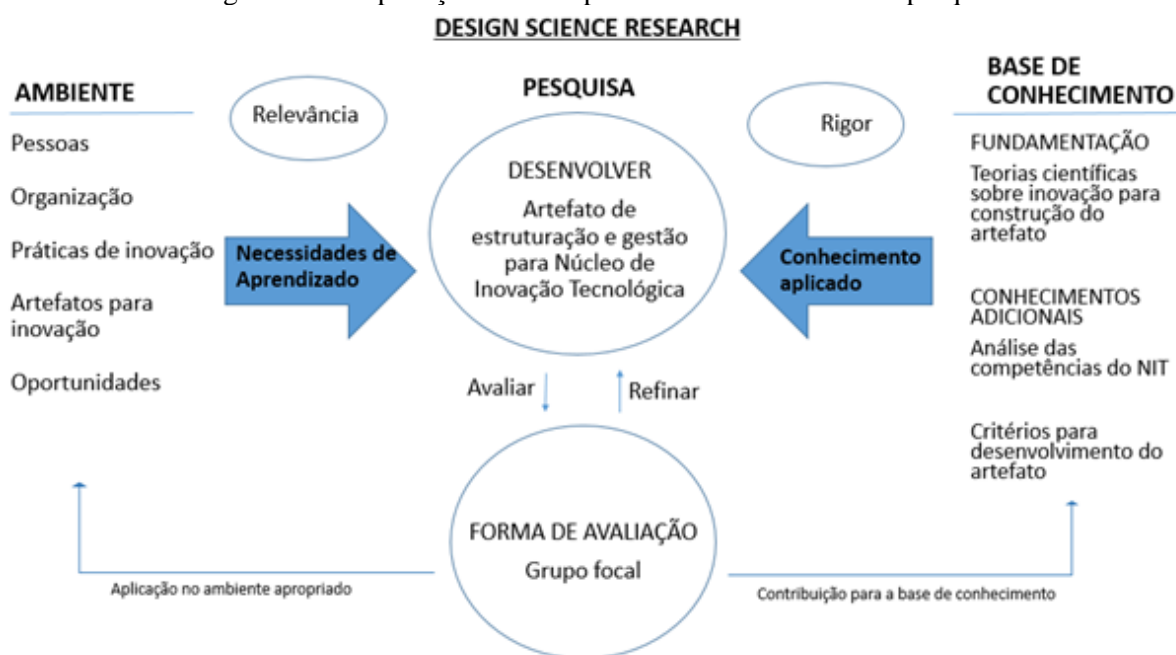 DESIGN SCIENCE RESEARCH
AMBIENTE
Pessoas
Organização
Práticas de inovação
Artefatos para
inovação
Oportunidades
Relevância
Necessidades de
Aprendizado
PESQUISA
DESENVOLVER
Artefato de
estruturação e gestão
para Núcleo de
Inovação Tecnológica
Avaliar
Refinar
FORMA DE AVALIAÇÃO
Grupo focal
Rigor
Conhecimento
aplicado
BASE DE
CONHECIMENTO
FUNDAMENTAÇÃO
Teorias científicas
sobre inovação para
construção do
artefato
CONHECIMENTOS
ADICIONAIS
Análise das
competências do NIT
Critérios para
desenvolvimento do
artefato
Aplicação no ambiente apropriado
Contribuição para a base de conhecimento